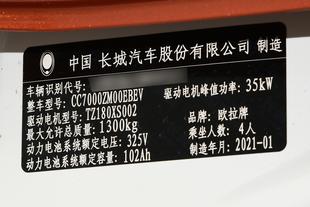 中国 长城汽车股份有限公司 制造
车辆识别代号:
整车型号: CC7000ZM00EBEV
驱动电机型号: TZ180XS002 驱动电机峰值功率: 35kW
最大允许总质量: 1300kg
动力电池系统额定电压: 325V 品牌: 欧拉牌
动力电池系统额定容量: 102Ah 乘坐人数: 4人
制造年月: 2021-01